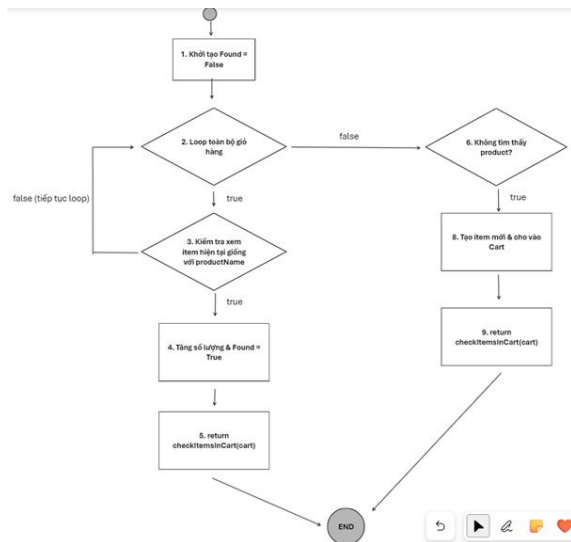 1. Khởi tạo Found =
False
2. Loop toàn bộ giỏ
hàng
false
6. Không tìm thấy
product?
false (tiếp tục loop)
true
true
3. Kiểm tra xem
item hiện tại giống
với productName
8. Tạo item mới & cho vào
Cart
true
4. Tăng số lượng & Found =
True
9. return
checkItemsInCart(cart)
5. return
checkItemsInCart(cart)
END